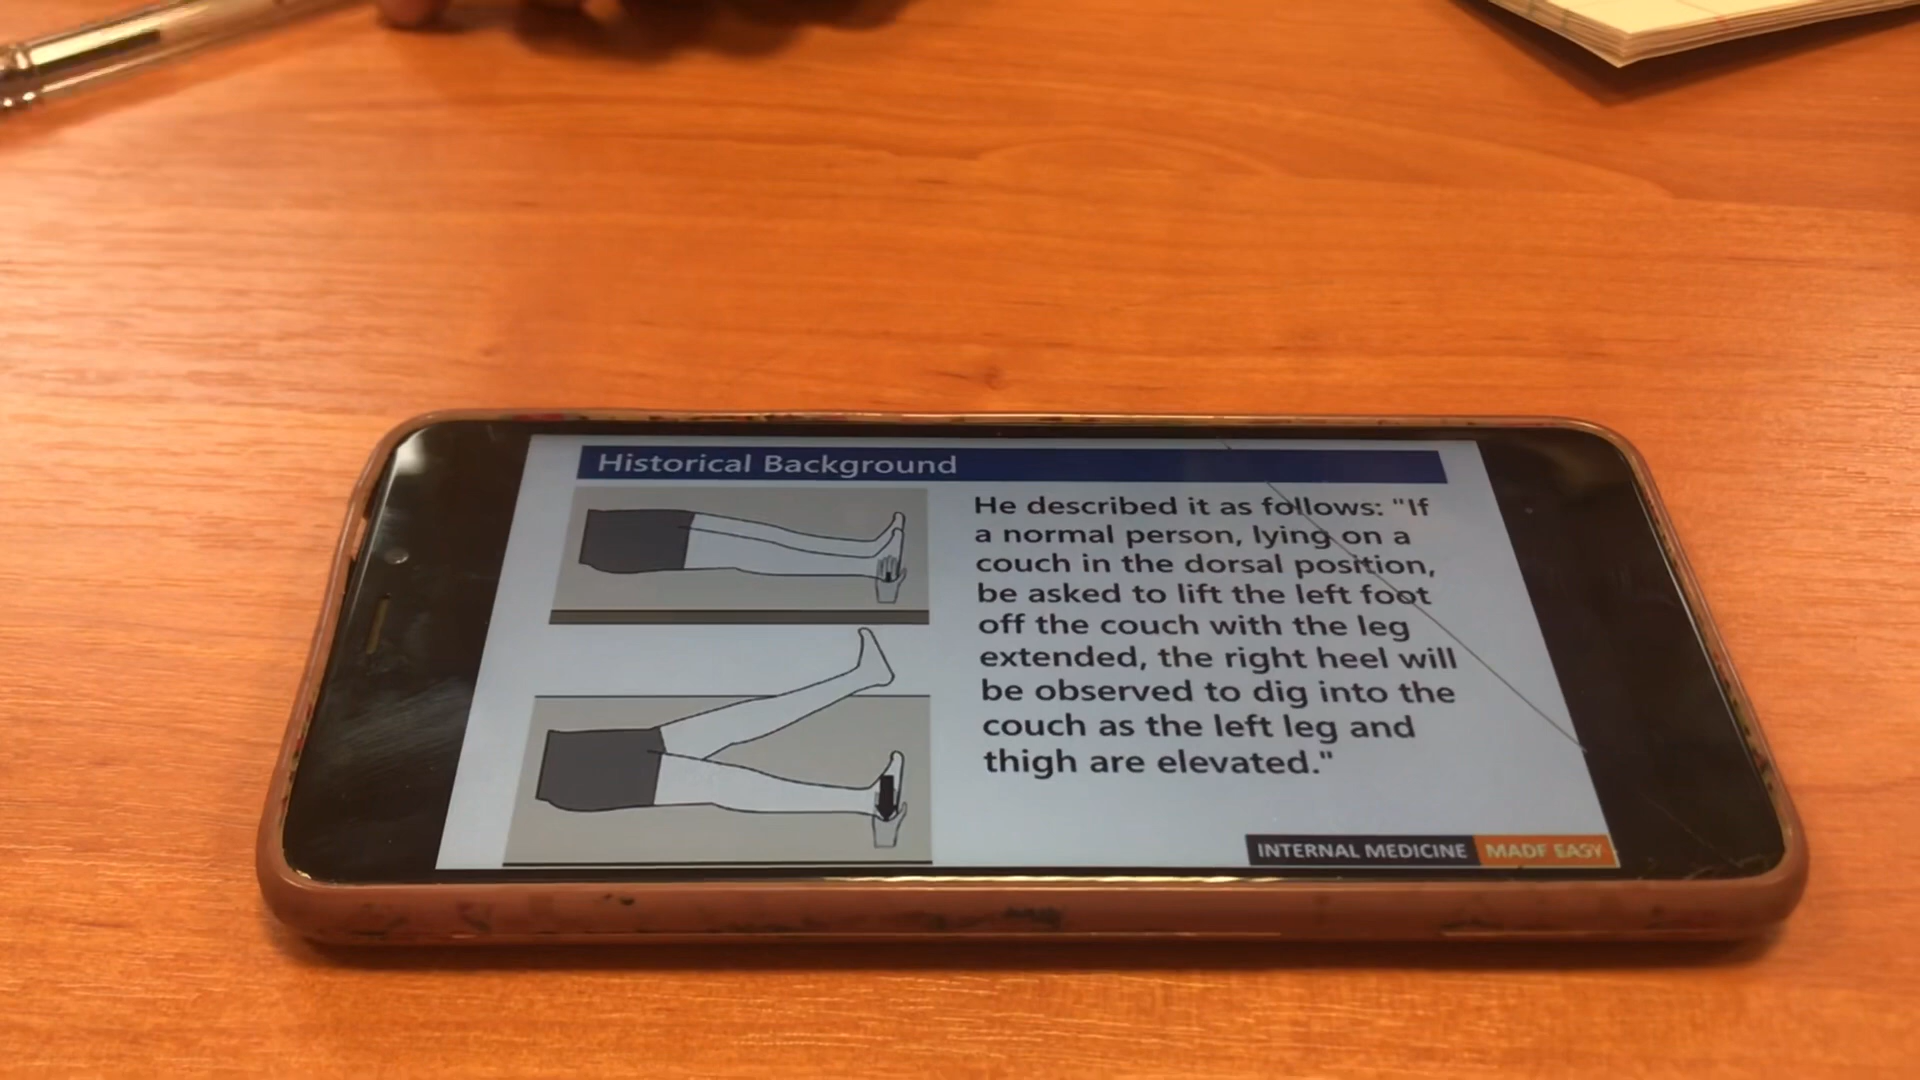 Historical Background
He described it as follows: "If
a normal person, lying on a
couch in the dorsal position,
be asked to lift the left foot
off the couch with the leg
extended, the right heel will
be observed to dig into the
couch as the left leg and
thigh are elevated."
INTERNAL MEDICINE MADE EASY